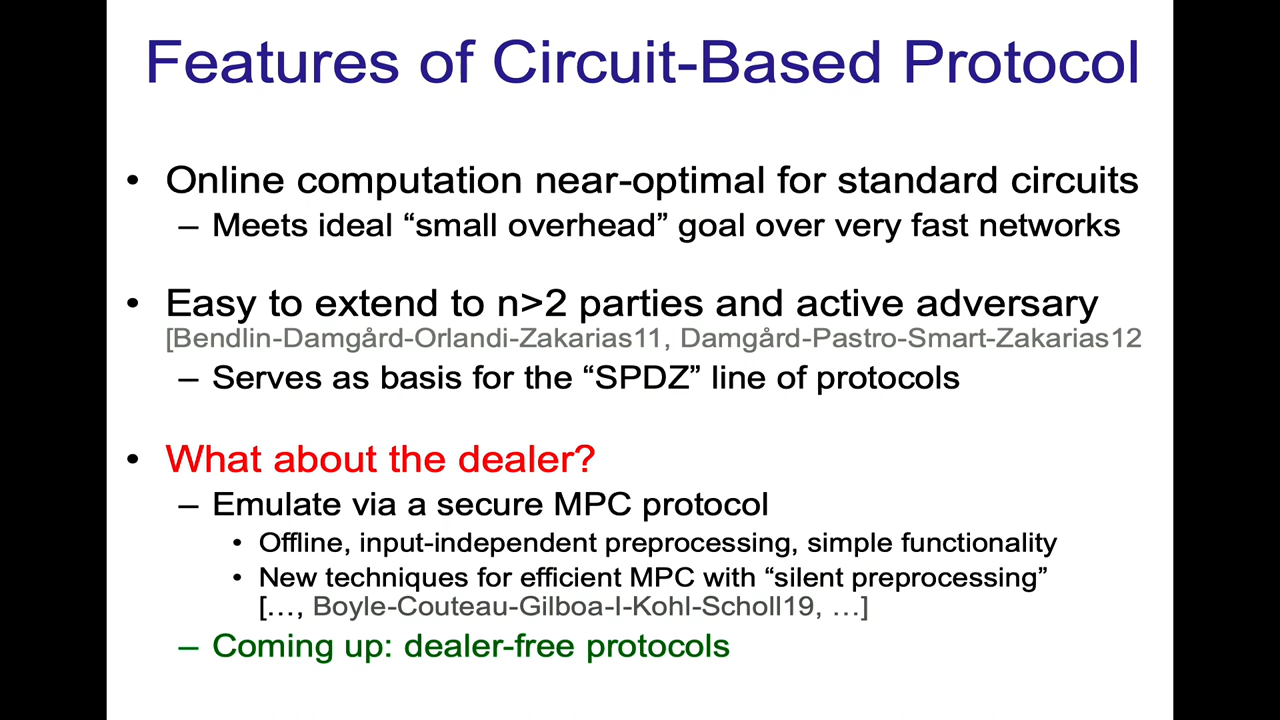 Features of Circuit-Based Protocol
• Online computation near-optimal for standard circuits
– Meets ideal “small overhead” goal over very fast networks
• Easy to extend to n>2 parties and active adversary
[Bendlin-Damgård-Orlandi-Zakarias11, Damgård-Pastro-Smart-Zakarias12
– Serves as basis for the “SPDZ” line of protocols
• What about the dealer?
– Emulate via a secure MPC protocol
• Offline, input-independent preprocessing, simple functionality
• New techniques for efficient MPC with “silent preprocessing”
[…, Boyle-Couteau-Gilboa-I-Kohl-Scholl19, …]
– Coming up: dealer-free protocols